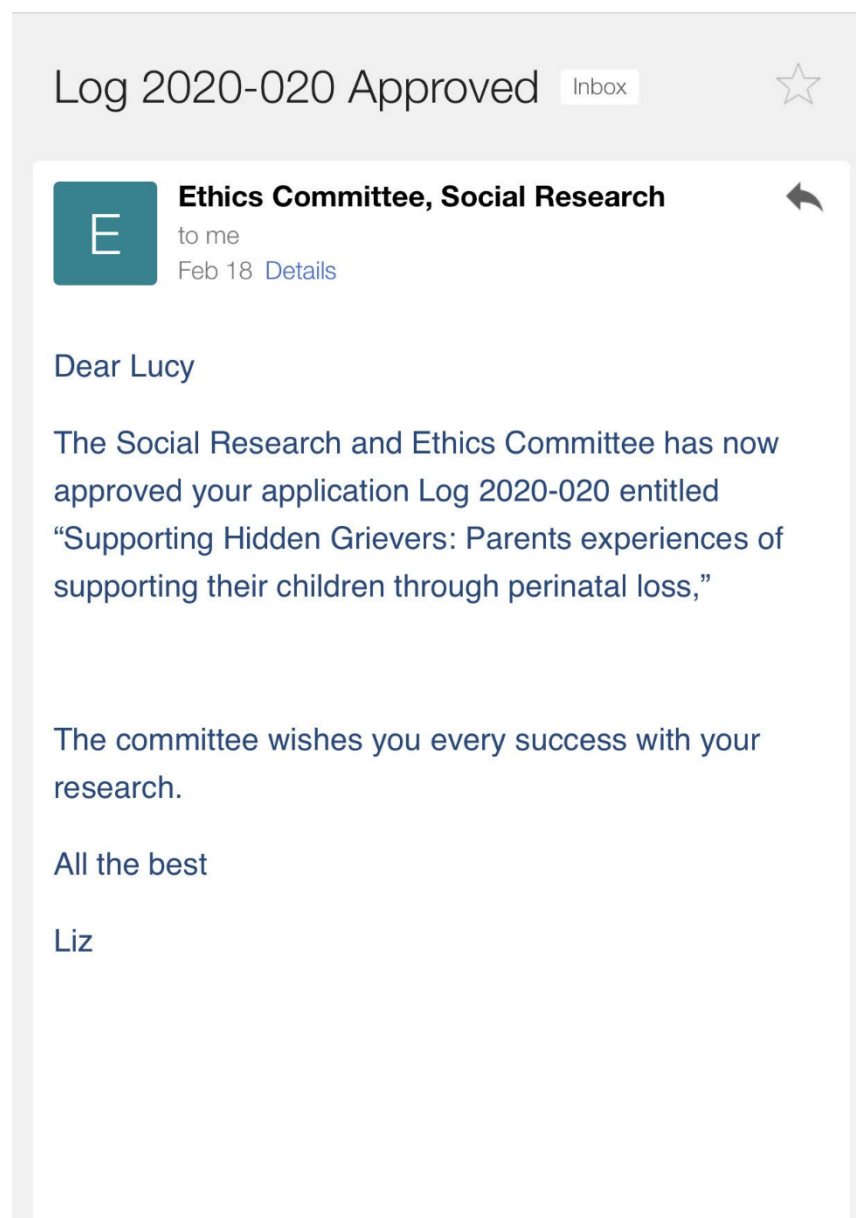 Log 2020-020 Approved Inbox
E
Ethics Committee, Social Research
to me
Feb 18 Details
Dear Lucy
The Social Research and Ethics Committee has now
approved your application Log 2020-020 entitled
“Supporting Hidden Grievers: Parents experiences of
supporting their children through perinatal loss,”
The committee wishes you every success with your
research.
All the best
Liz